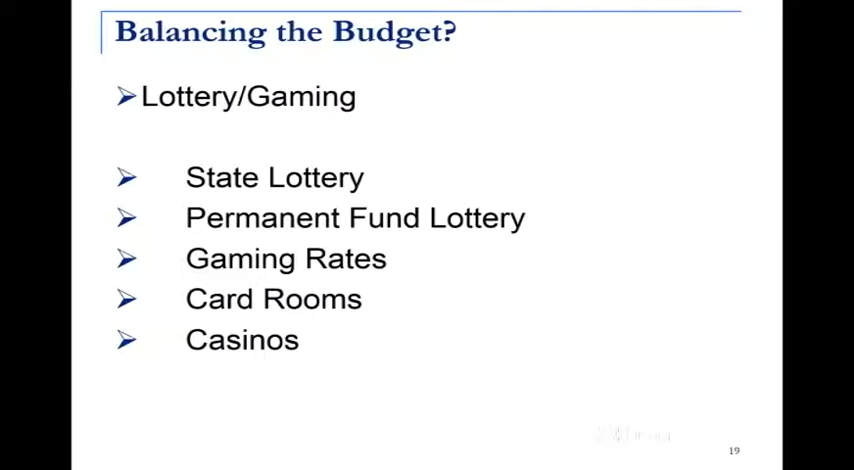 Balancing the Budget?
Lottery/Gaming
State Lottery
Permanent Fund Lottery
Gaming Rates
Card Rooms
Casinos
19